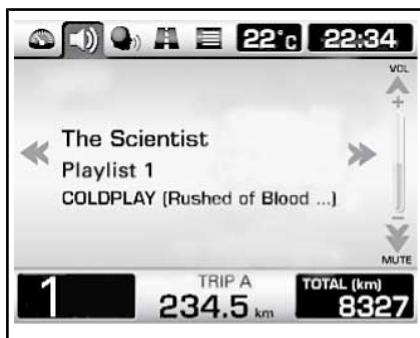 22°C 22:34
VOL
+
The Scientist
Playlist 1
COLDPLAY (Rushed of Blood ...)
MUTE
1 TRIP A TOTAL (km)
234.5 km 8327